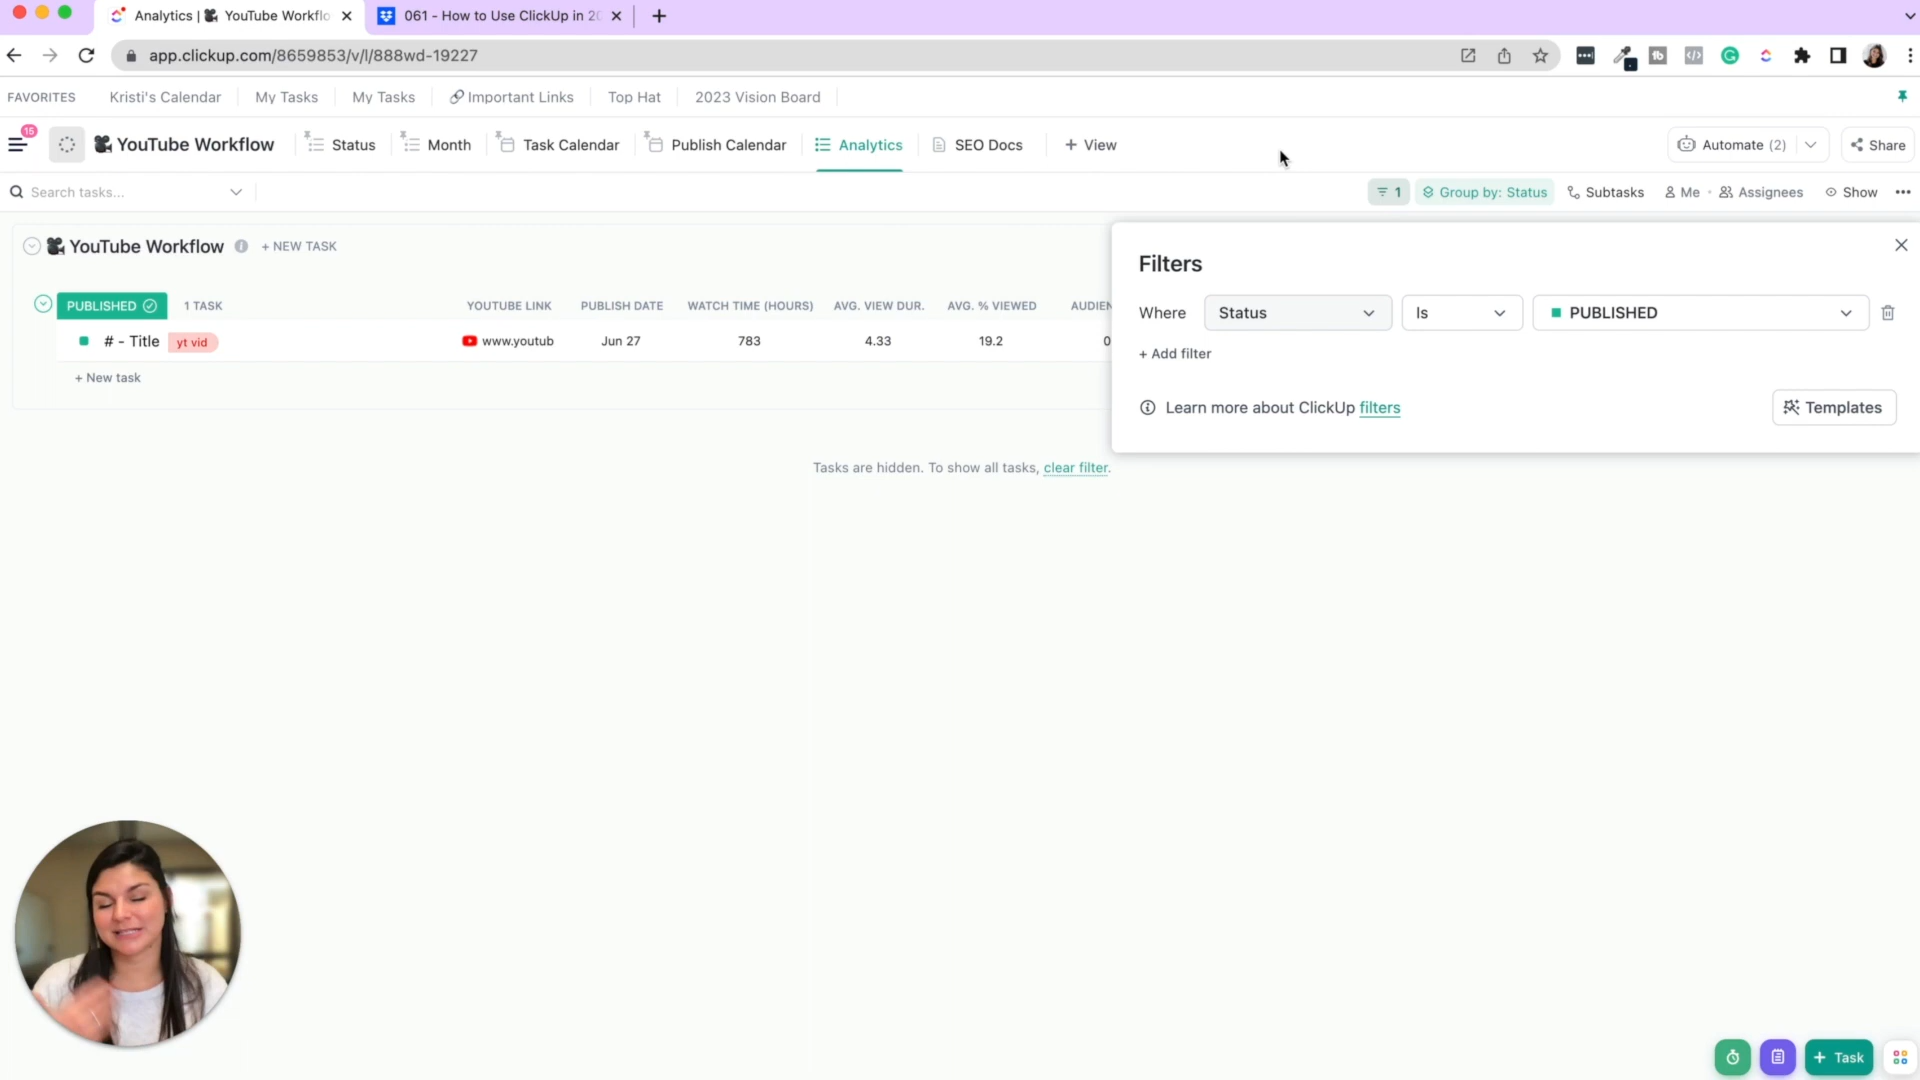 Analytics | YouTube Workflo
061 - How to Use ClickUp in 20
app.clickup.com/8659853/v/l/888wd-19227
FAVORITES Kristi's Calendar My Tasks My Tasks Important Links Top Hat 2023 Vision Board
15
YouTube Workflow Status Month Task Calendar Publish Calendar Analytics SEO Docs + View Automate (2) Share
Search tasks... 1 Group by: Status Subtasks Me Assignees Show
YouTube Workflow + NEW TASK
PUBLISHED 1 TASK YOUTUBE LINK PUBLISH DATE WATCH TIME (HOURS) AVG. VIEW DUR. AVG. % VIEWED AUDIEN
# - Title yt vid www.youtub Jun 27 783 4.33 19.2 0
+ New task
Filters
Where Status Is PUBLISHED
+ Add filter
Learn more about ClickUp filters
Templates
Tasks are hidden. To show all tasks, clear filter.
+ Task